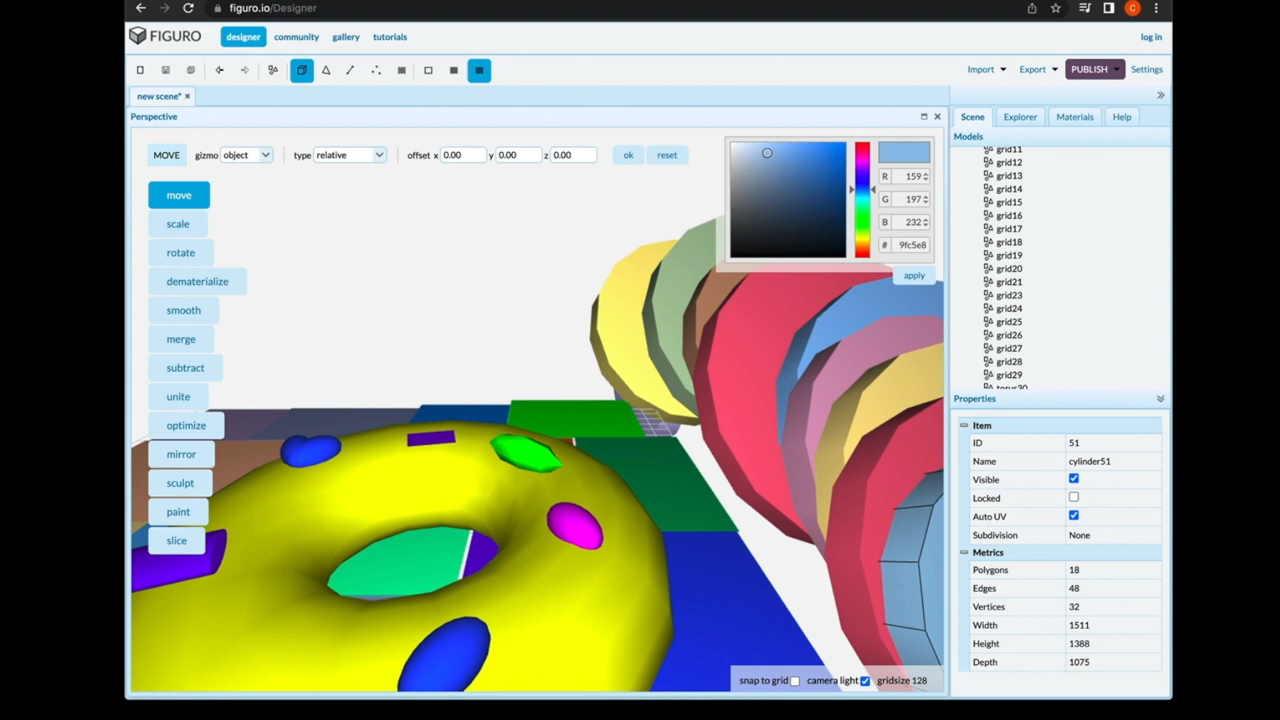 figuro.io/Designer
C
FIGURO
designer
community
gallery
tutorials
log in
Import
Export
PUBLISH
Settings
new scene*
Perspective
MOVE
gizmo object
type relative
offset x 0.00 y 0.00 z 0.00
ok
reset
R 159
G 197
B 232
# 9fc5e8
apply
move
scale
rotate
dematerialize
smooth
merge
subtract
unite
optimize
mirror
sculpt
paint
slice
snap to grid
camera light
gridsize 128
Scene
Explorer
Materials
Help
Models
grid11
grid12
grid13
grid14
grid15
grid16
grid17
grid18
grid19
grid20
grid21
grid23
grid24
grid25
grid26
grid27
grid28
grid29
torus30
Properties
Item
ID 51
Name cylinder51
Visible
Locked
Auto UV
Subdivision None
Metrics
Polygons 18
Edges 48
Vertices 32
Width 1511
Height 1388
Depth 1075